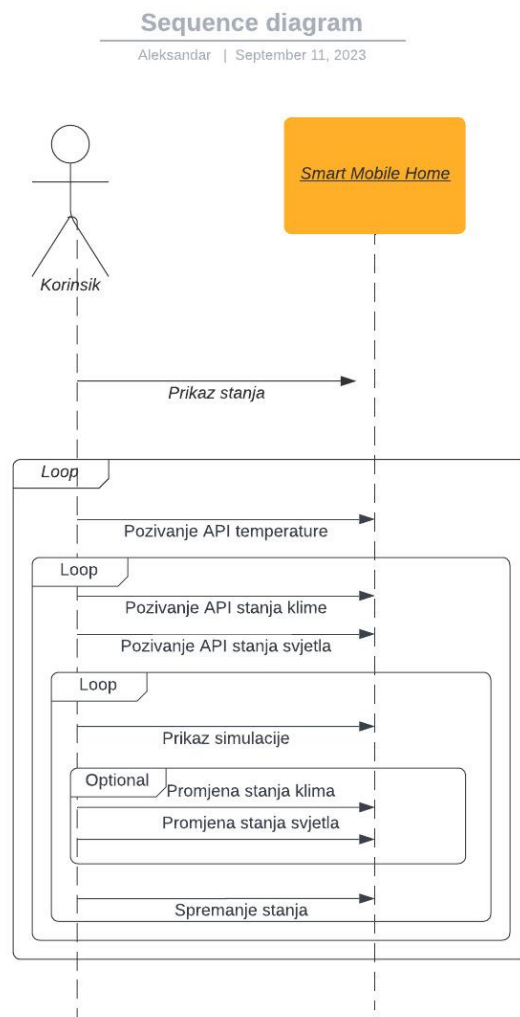 Sequence diagram
Aleksandar | September 11, 2023
Smart Mobile Home
Korinsik
Prikaz stanja
Loop
Pozivanje API temperature
Loop
Pozivanje API stanja klime
Pozivanje API stanja svjetla
Loop
Prikaz simulacije
Optional
Promjena stanja klima
Promjena stanja svjetla
Spremanje stanja